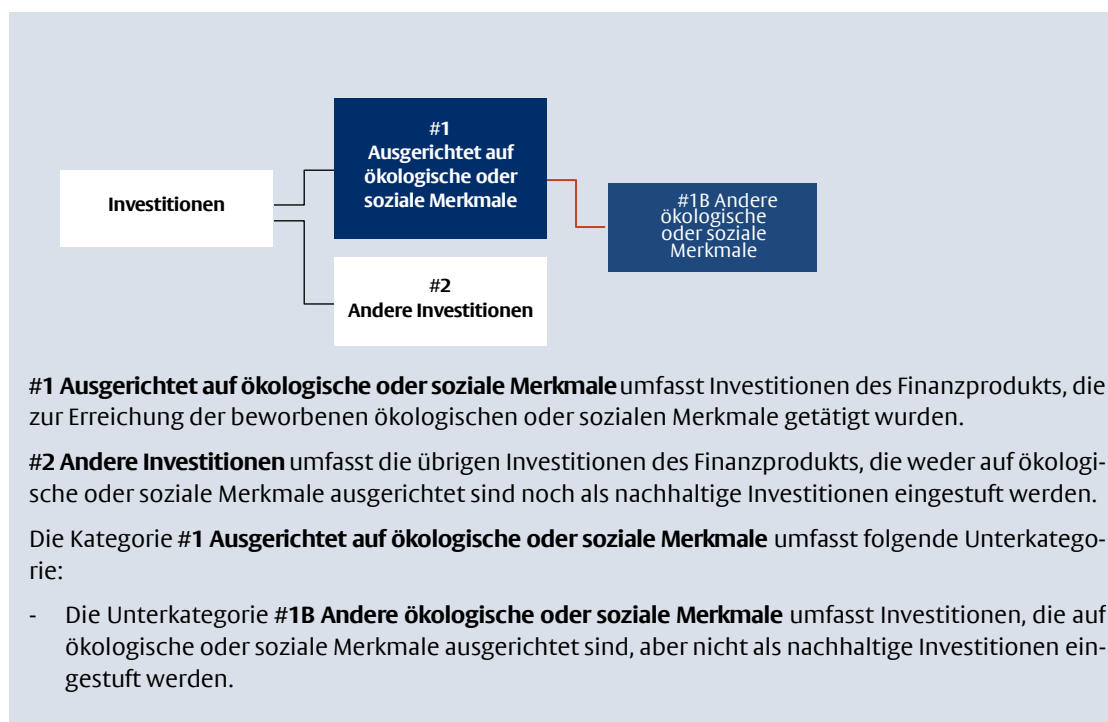 #1
Ausgerichtet auf
ökologische oder
soziale Merkmale
Investitionen
#1B Andere
ökologische
oder soziale
Merkmale
#2
Andere Investitionen
#1 Ausgerichtet auf ökologische oder soziale Merkmale umfasst Investitionen des Finanzprodukts, die
zur Erreichung der beworbenen ökologischen oder sozialen Merkmale getätigt wurden.
#2 Andere Investitionen umfasst die übrigen Investitionen des Finanzprodukts, die weder auf ökologi-
sche oder soziale Merkmale ausgerichtet sind noch als nachhaltige Investitionen eingestuft werden.
Die Kategorie #1 Ausgerichtet auf ökologische oder soziale Merkmale umfasst folgende Unterkatego-
rie:
- Die Unterkategorie #1B Andere ökologische oder soziale Merkmale umfasst Investitionen, die auf
ökologische oder soziale Merkmale ausgerichtet sind, aber nicht als nachhaltige Investitionen ein-
gestuft werden.